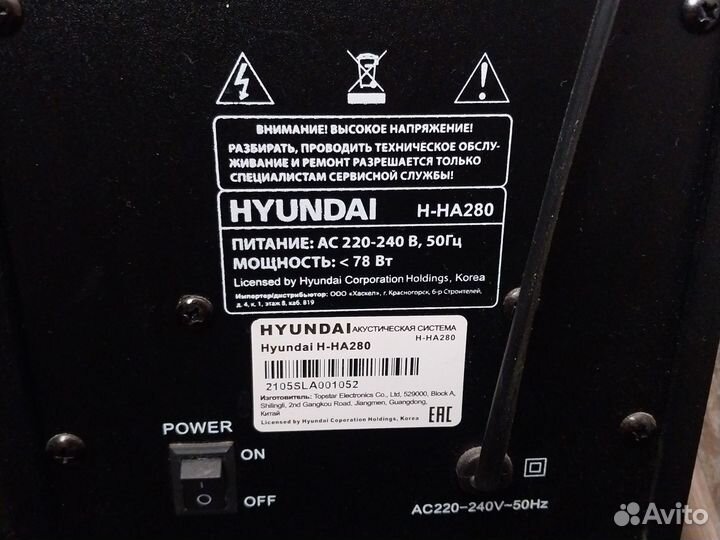 ВНИМАНИЕ! ВЫСОКОЕ НАПРЯЖЕНИЕ!
РАЗБИРАТЬ, ПРОВОДИТЬ ТЕХНИЧЕСКОЕ ОБСЛУ-
ЖИВАНИЕ И РЕМОНТ РАЗРЕШАЕТСЯ ТОЛЬКО
СПЕЦИАЛИСТАМ СЕРВИСНОЙ СЛУЖБЫ!
HYUNDAI H-HA280
ПИТАНИЕ: AC 220-240 В, 50Гц
МОЩНОСТЬ: < 78 Вт
Licensed by Hyundai Corporation Holdings, Korea
Импортер/дистрибьютор: ООО «Хаскел», г. Красногорск, б-р Строителей,
д. 4, к. 1, этаж 8, каб. 819
HYUNDAI АКУСТИЧЕСКАЯ СИСТЕМА
H-HA280
Hyundai H-HA280
2105SLA001052
Изготовитель: Topstar Electronics Co., Ltd, 529000, Block A,
Shilingli, 2nd Gangkou Road, Jiangmen, Guangdong,
Китай
Licensed by Hyundai Coporation Holdings, Korea
EAC
POWER
ON
OFF
AC220-240V~50Hz
Avito